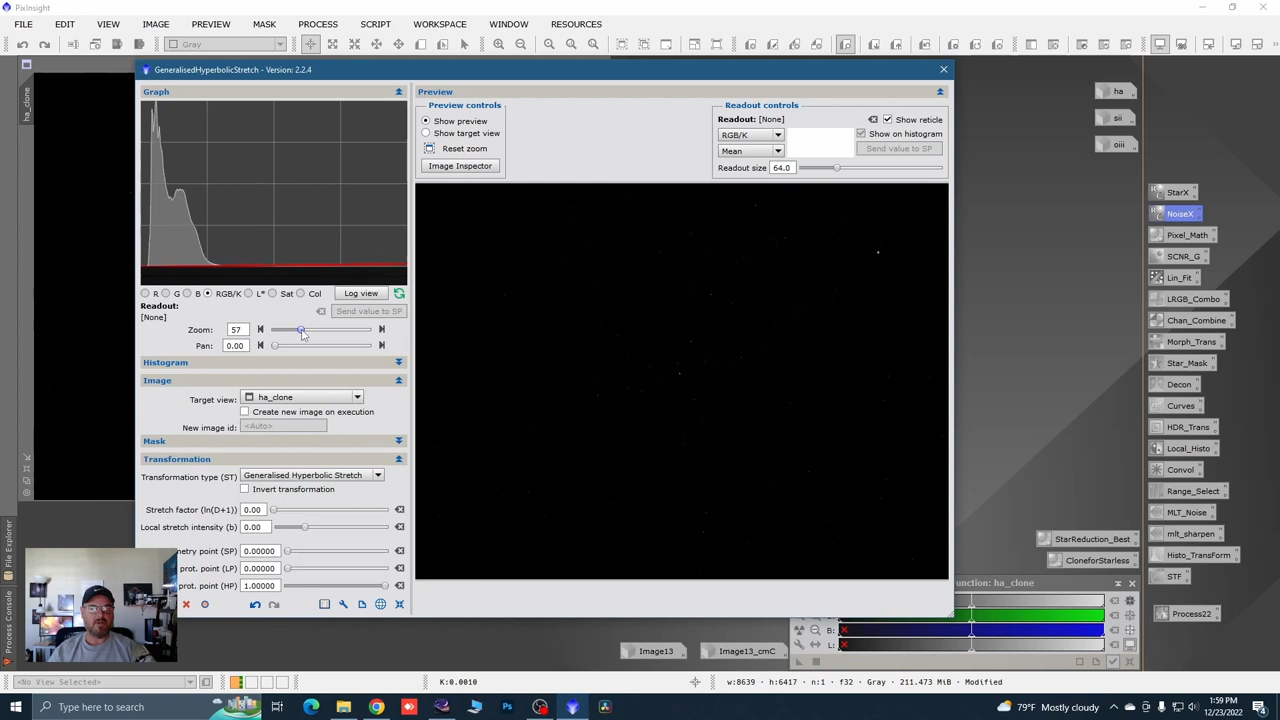 PixInsight
FILE EDIT VIEW IMAGE PREVIEW MASK PROCESS SCRIPT WORKSPACE WINDOW RESOURCES
Gray
ha_clone
GeneralisedHyperbolicStretch - Version: 2.2.4
Graph
R G B RGB/K L* Sat Col Log view
Readout: Send value to SP
[None]
Zoom: 57
Pan: 0.00
Histogram
Image
Target view: ha_clone
Create new image on execution
New image id: <Auto>
Mask
Transformation
Transformation type (ST) Generalised Hyperbolic Stretch
Invert transformation
Stretch factor (ln(D+1)) 0.00
Local stretch intensity (b) 0.00
metry point (SP) 0.00000
prot. point (LP) 0.00000
prot. point (HP) 1.00000
Preview
Preview controls
Show preview
Show target view
Reset zoom
Image Inspector
Readout controls
Readout: [None] Show reticle
RGB/K Show on histogram
Mean Send value to SP
Readout size 64.0
ha
sii
oiii
StarX
NoiseX
Pixel_Math
SCNR_G
Lin_Fit
LRGB_Combo
Chan_Combine
Morph_Trans
Star_Mask
Decon
Curves
HDR_Trans
Local_Histo
Convol
Range_Select
MLT_Noise
mlt_sharpen
Histo_TransForm
STF
Process22
StarReduction_Best
CloneforStarless
unction: ha_clone
B:
L:
Image13 Image13_cmC
File Explorer
Process Console
<No View Selected>
K:0.0010
w:8639 · h:6417 · n:1 · f32 · Gray · 211.473 MiB · Modified
Type here to search
Ps
79°F Mostly cloudy
1:59 PM
12/23/2022